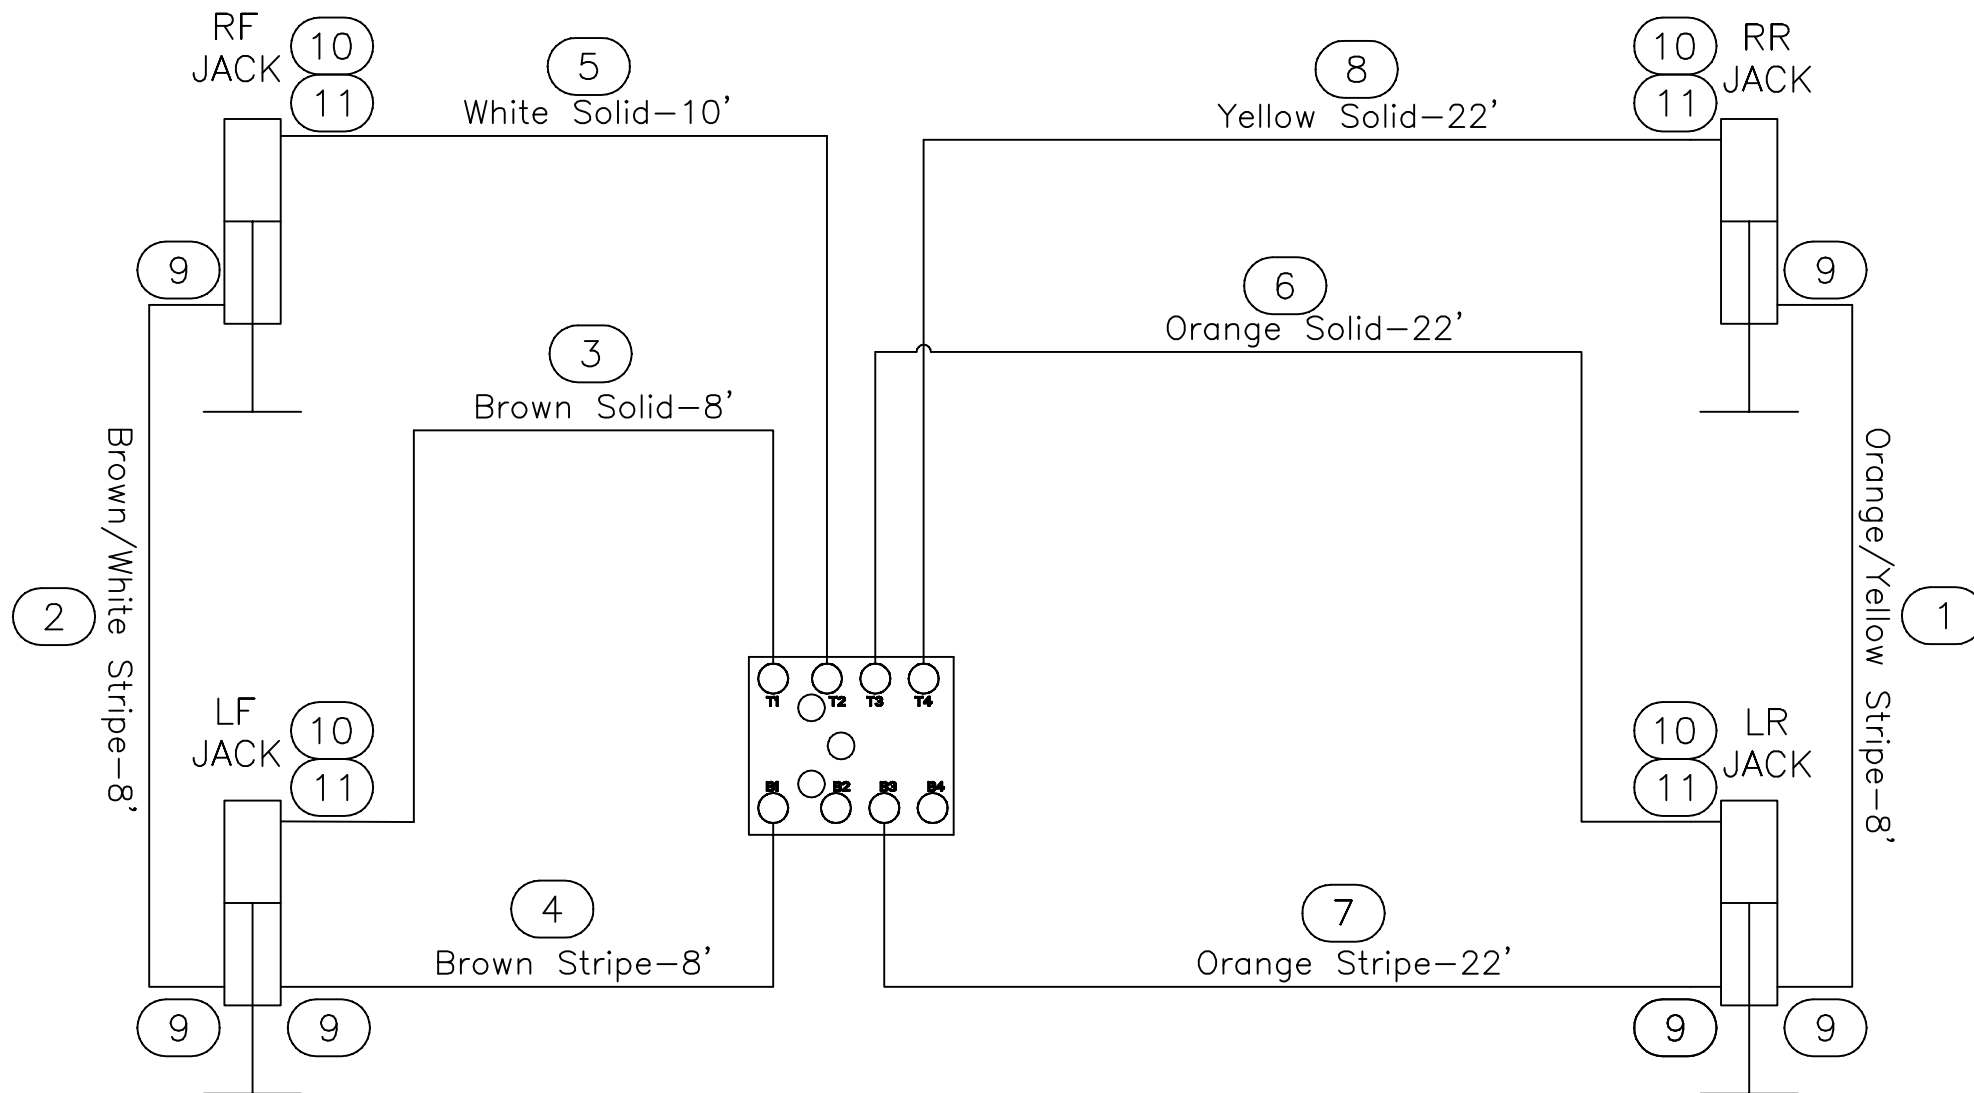 RF
JACK
10
11
5
White Solid-10'
8
Yellow Solid-22'
10
11
RR
JACK
9
6
Orange Solid-22'
9
3
Brown Solid-8'
Brown/White Stripe-8'
2
Orange/Yellow Stripe-8'
1
LF
JACK
10
11
T1
T2
T3
T4
B1
B2
B3
B4
10
11
LR
JACK
4
Brown Stripe-8'
7
Orange Stripe-22'
9
9
9
9